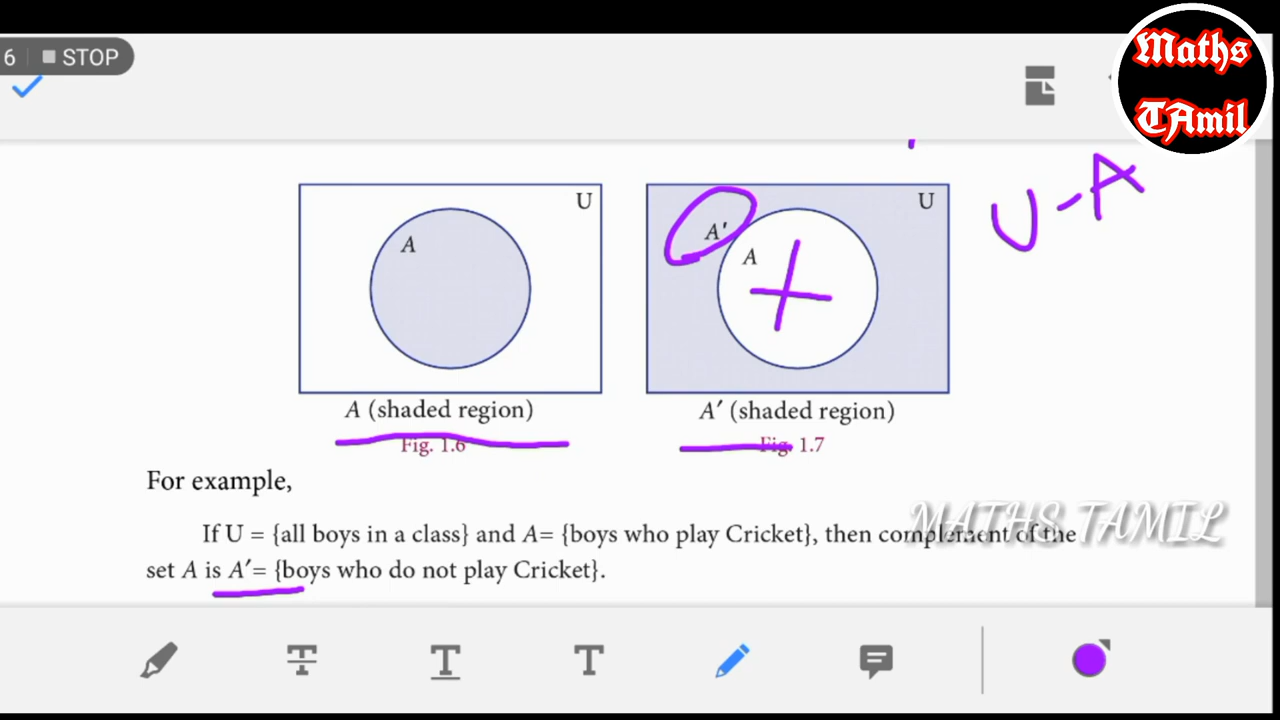 6 STOP
Maths
TAmil
U - A
U
A
U
A′
A
A (shaded region)
Fig. 1.6
A′ (shaded region)
Fig. 1.7
For example,
If U = {all boys in a class} and A= {boys who play Cricket}, then complement of the
MATHS TAMIL
set A is A′= {boys who do not play Cricket}.
T
T
T